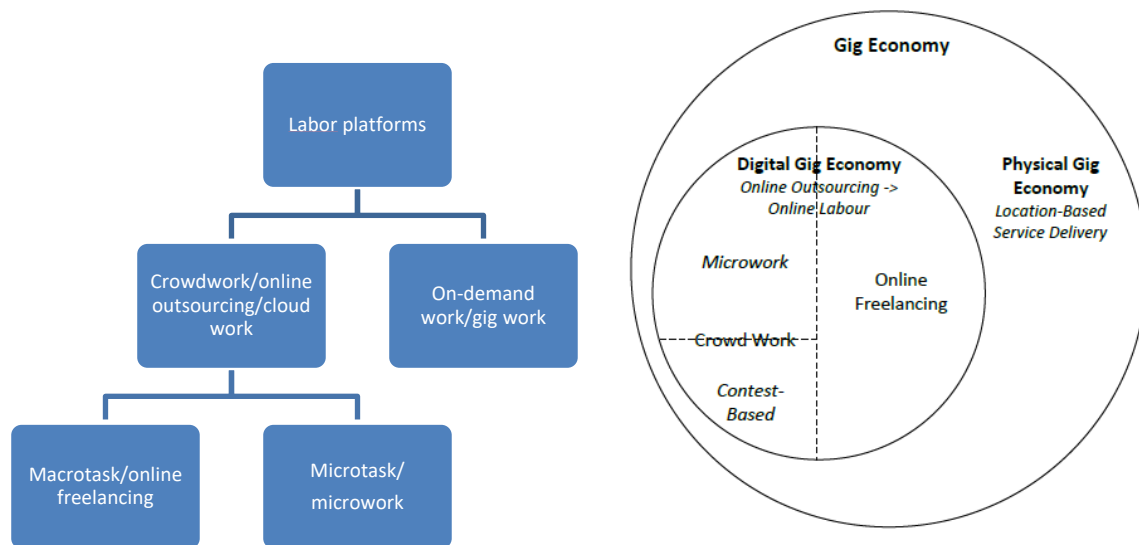 Labor platforms
Crowdwork/online
outsourcing/cloud
work
On-demand
work/gig work
Macrotask/online
freelancing
Microtask/
microwork
Gig Economy
Digital Gig Economy
Online Outsourcing ->
Online Labour
Microwork
Crowd Work
Contest-
Based
Online
Freelancing
Physical Gig
Economy
Location-Based
Service Delivery